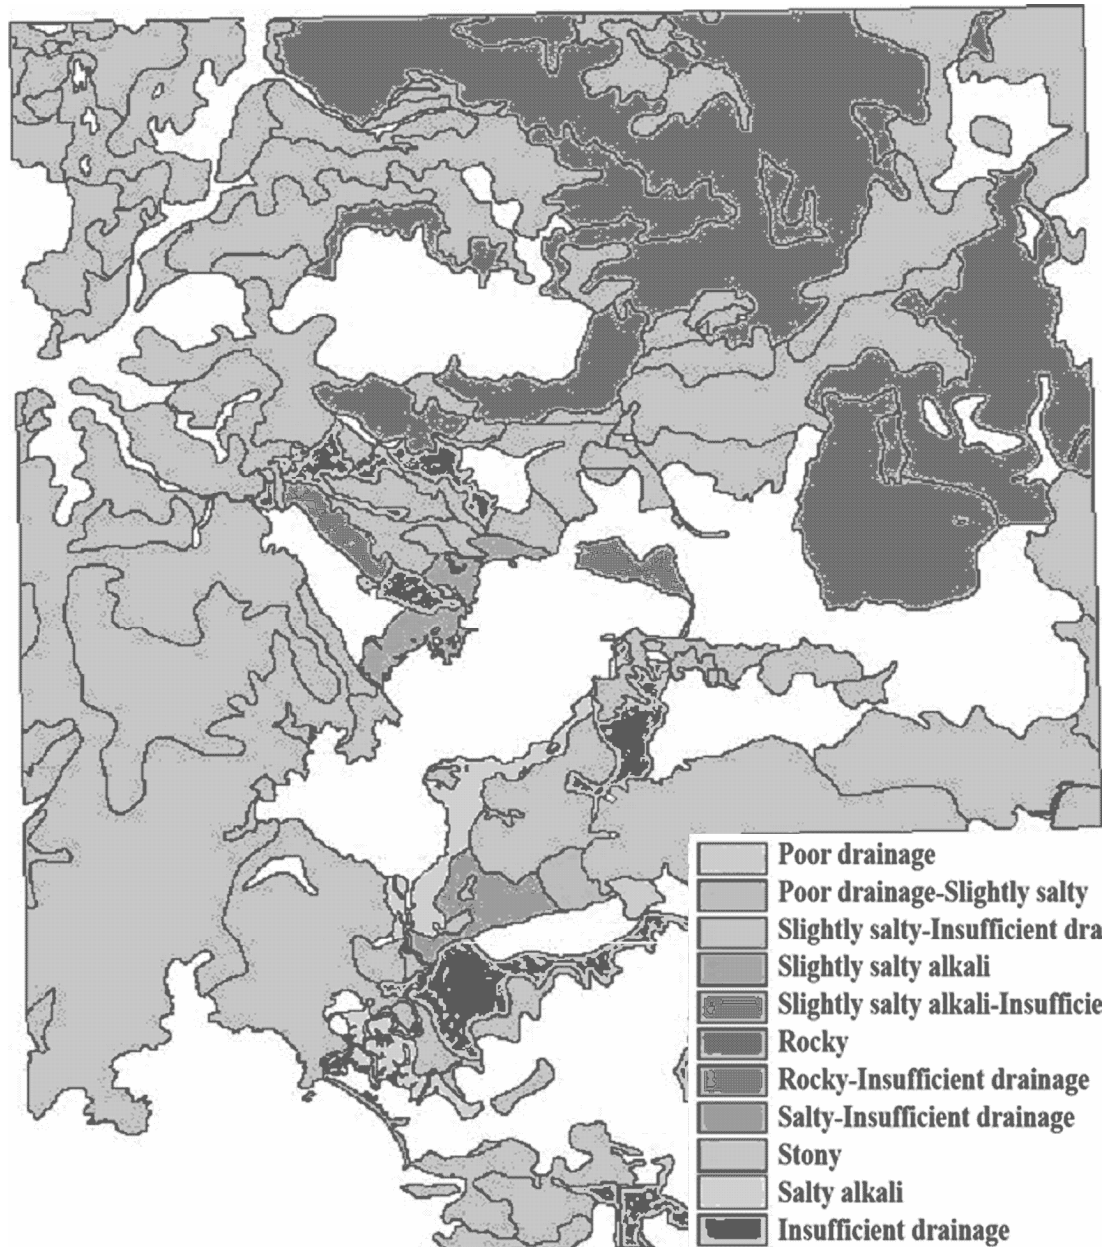 Poor drainage
Poor drainage-Slightly salty
Slightly salty-Insufficient dra
Slightly salty alkali
Slightly salty alkali-Insufficie
Rocky
Rocky-Insufficient drainage
Salty-Insufficient drainage
Stony
Salty alkali
Insufficient drainage